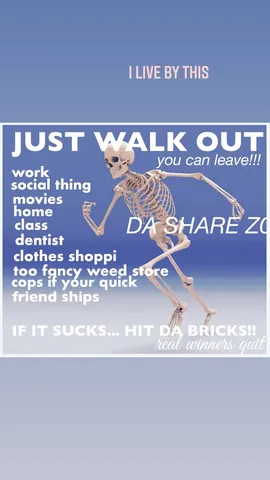 I LIVE BY THIS
JUST WALK OUT
you can leave!!!
work
social thing
movies
home
class
dentist
clothes shoppi
too fancy weed store
cops if your quick
friend ships
DA SHARE ZO
IF IT SUCKS... HIT DA BRICKS!!
real winners quit